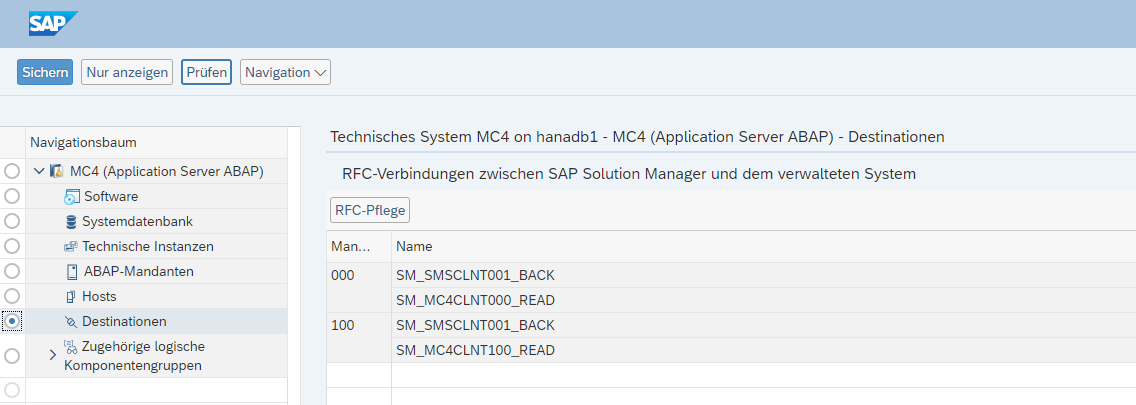 SAP
Sichern
Nur anzeigen
Prüfen
Navigation
Navigationsbaum
MC4 (Application Server ABAP)
Software
Systemdatenbank
Technische Instanzen
ABAP-Mandanten
Hosts
Destinationen
Zugehörige logische
Komponentengruppen
Technisches System MC4 on hanadb1 - MC4 (Application Server ABAP) - Destinationen
RFC-Verbindungen zwischen SAP Solution Manager und dem verwalteten System
RFC-Pflege
Man... Name
000 SM_SMSCLNT001_BACK
SM_MC4CLNT000_READ
100 SM_SMSCLNT001_BACK
SM_MC4CLNT100_READ